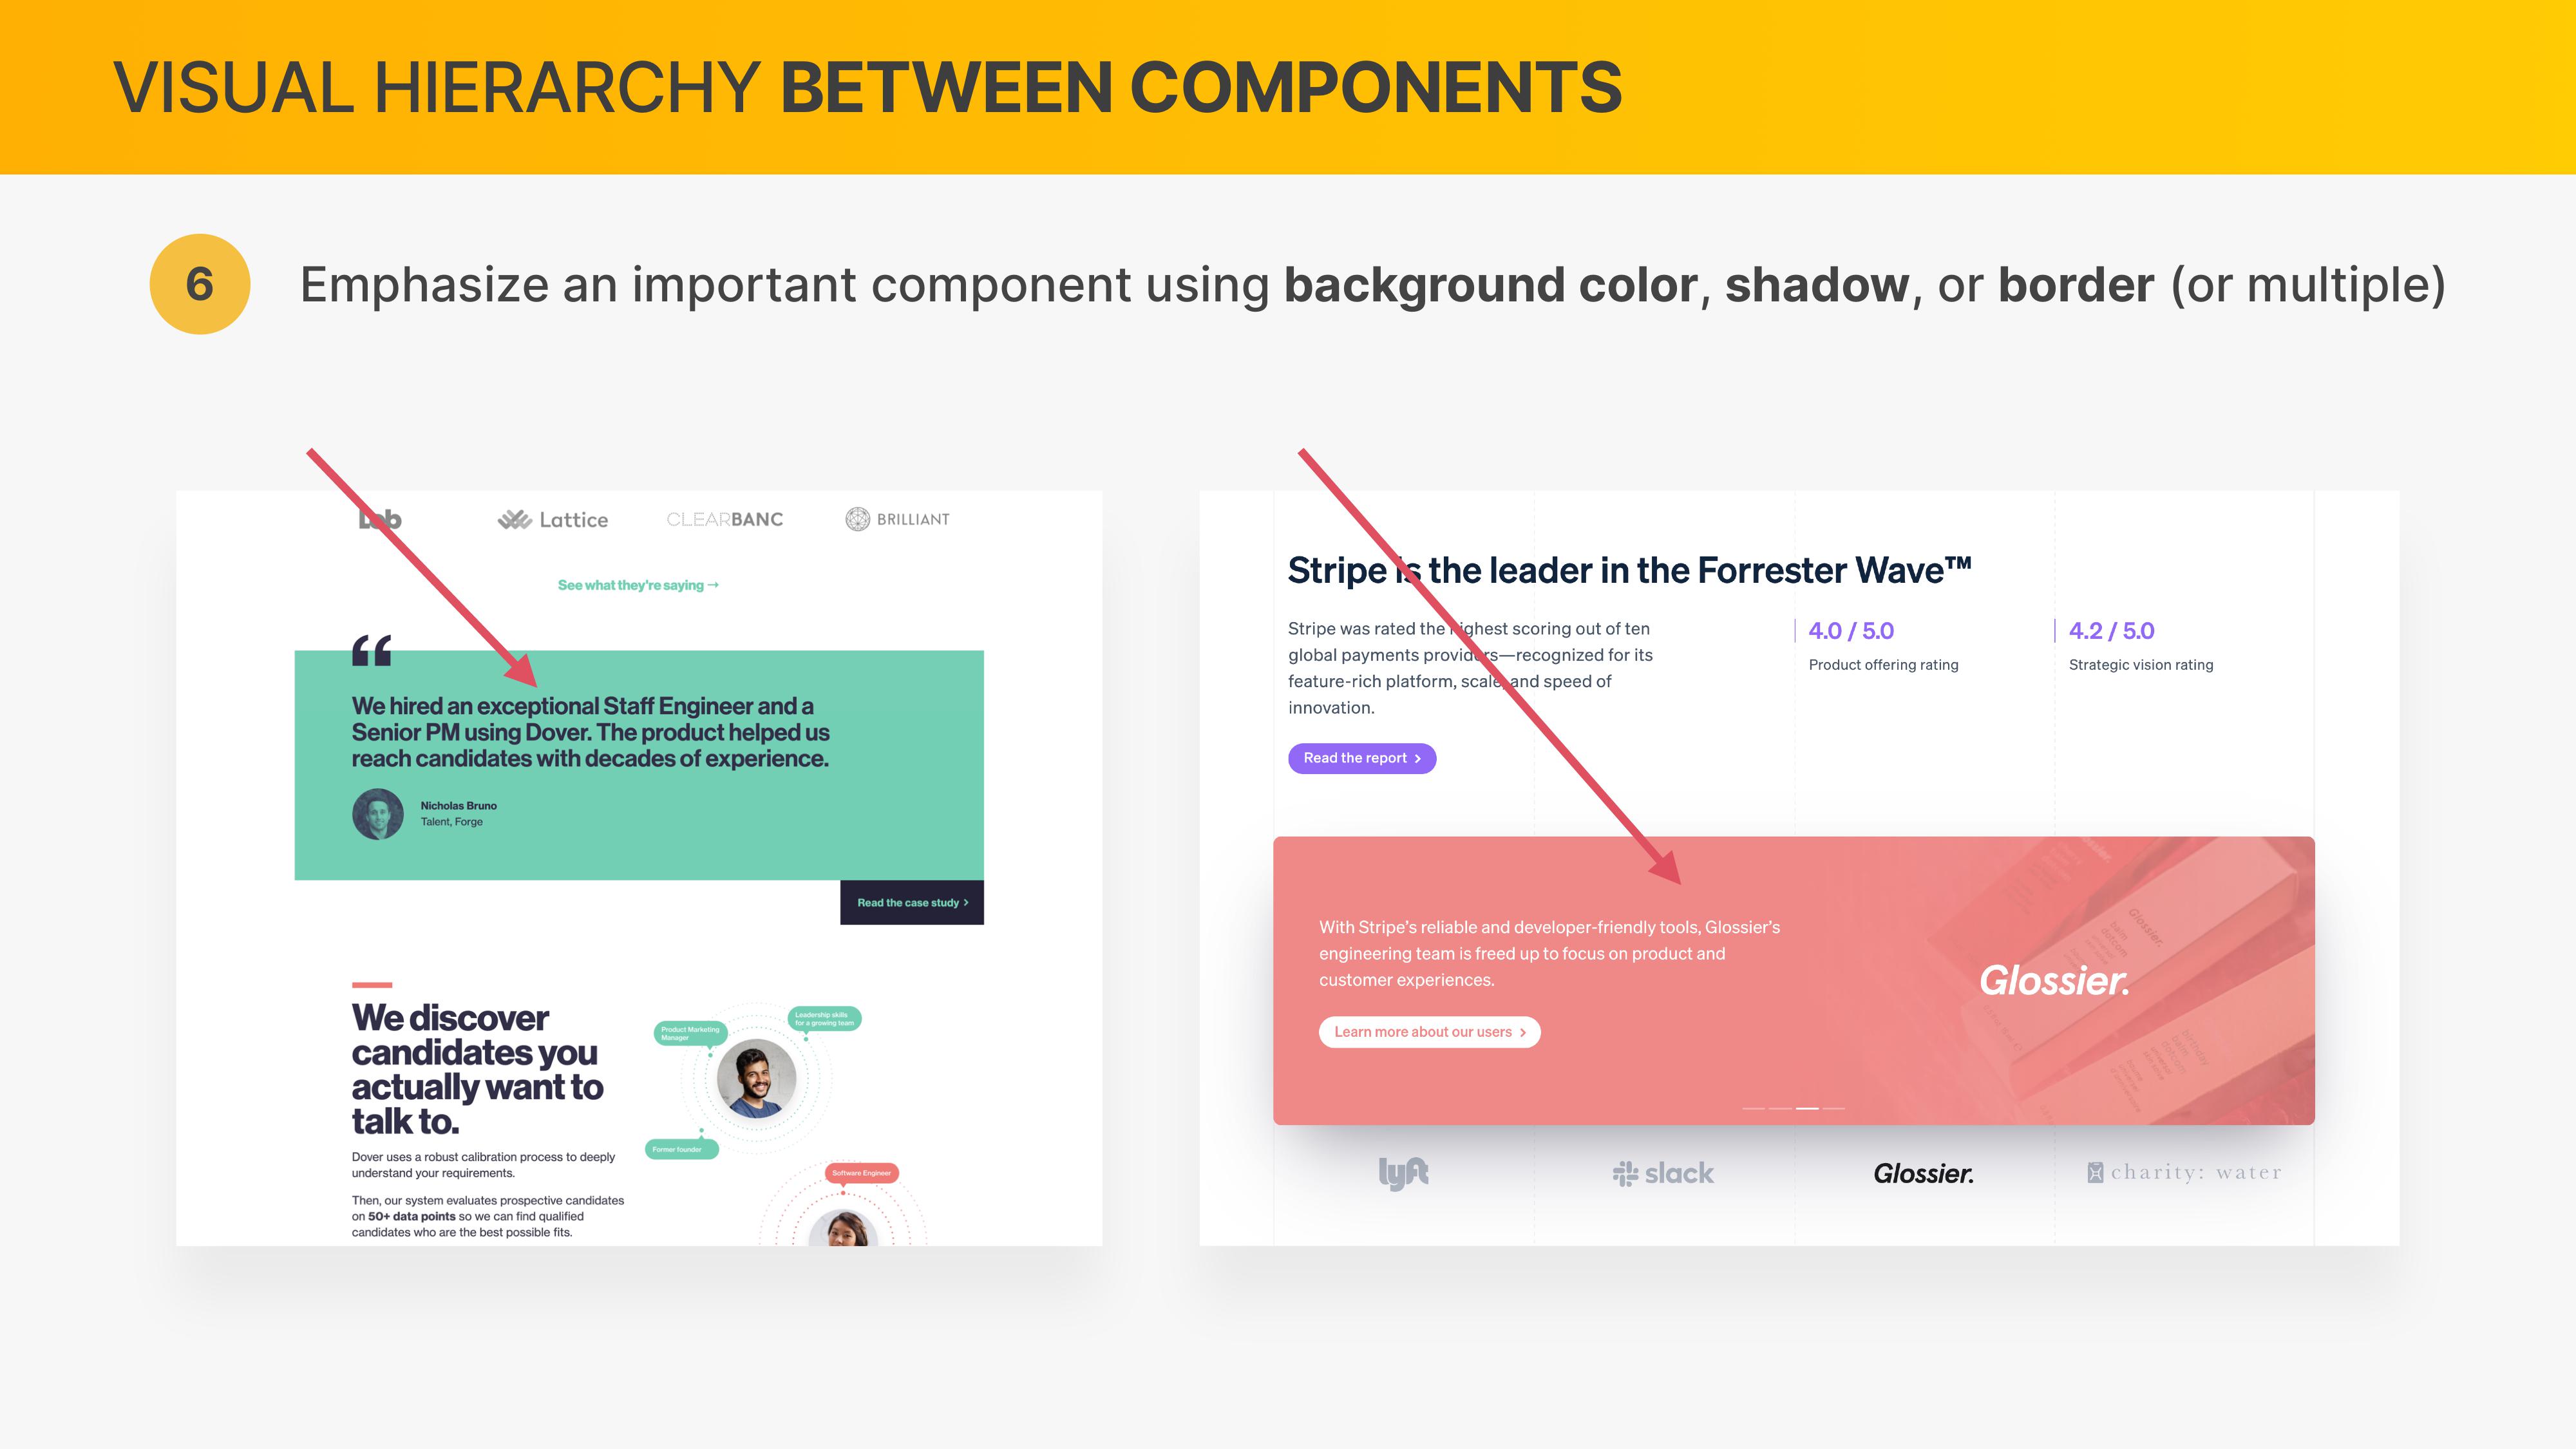 VISUAL HIERARCHY BETWEEN COMPONENTS
6
Emphasize an important component using background color, shadow, or border (or multiple)
Lob
Lattice
CLEARBANC
BRILLIANT
See what they're saying →
“
We hired an exceptional Staff Engineer and a
Senior PM using Dover. The product helped us
reach candidates with decades of experience.
Nicholas Bruno
Talent, Forge
Read the case study >
We discover
candidates you
actually want to
talk to.
Dover uses a robust calibration process to deeply
understand your requirements.
Then, our system evaluates prospective candidates
on 50+ data points so we can find qualified
candidates who are the best possible fits.
Product Marketing
Manager
Leadership skills
for a growing team
Former founder
Software Engineer
Stripe is the leader in the Forrester Wave™
Stripe was rated the highest scoring out of ten
global payments providers—recognized for its
feature-rich platform, scale, and speed of
innovation.
Read the report >
4.0 / 5.0
Product offering rating
4.2 / 5.0
Strategic vision rating
With Stripe’s reliable and developer-friendly tools, Glossier’s
engineering team is freed up to focus on product and
customer experiences.
Learn more about our users >
Glossier.
Glossier.
balm
dotcom
birthday
lyft
slack
Glossier.
charity: water